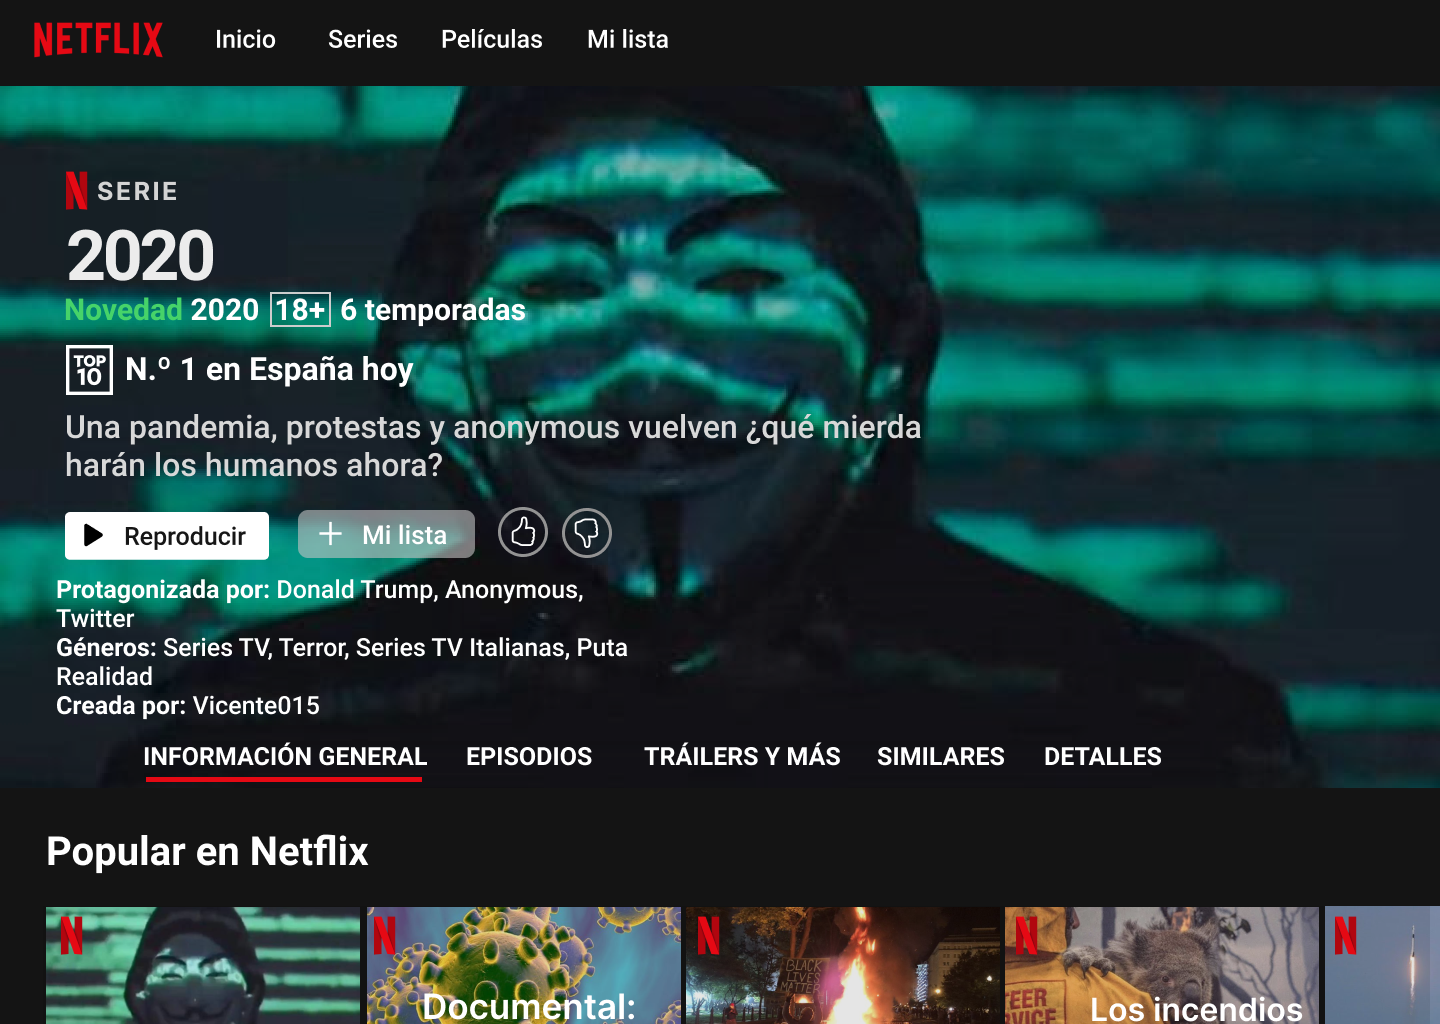 NETFLIX Inicio Series Películas Mi lista
N SERIE
2020
Novedad 2020 18+ 6 temporadas
TOP
10 N.º 1 en España hoy
Una pandemia, protestas y anonymous vuelven ¿qué mierda
harán los humanos ahora?
Reproducir + Mi lista
Protagonizada por: Donald Trump, Anonymous,
Twitter
Géneros: Series TV, Terror, Series TV Italianas, Puta
Realidad
Creada por: Vicente015
INFORMACIÓN GENERAL EPISODIOS TRÁILERS Y MÁS SIMILARES DETALLES
Popular en Netflix
N N N N N
BLACK
LIVES
MATTER
Documental:
Los incendios